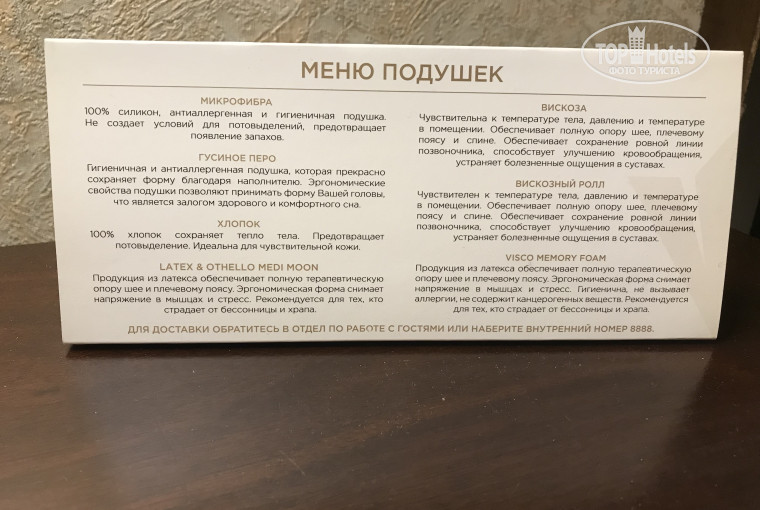 TOP Hotels
ФОТО ТУРИСТА
МЕНЮ ПОДУШЕК
МИКРОФИБРА
100% силикон, антиаллергенная и гигиеничная подушка.
Не создает условий для потовыделений, предотвращает
появление запахов.
ГУСИНОЕ ПЕРО
Гигиеничная и антиаллергенная подушка, которая прекрасно
сохраняет форму благодаря наполнителю. Эргономические
свойства подушки позволяют принимать форму Вашей головы,
что является залогом здорового и комфортного сна.
ХЛОПОК
100% хлопок сохраняет тепло тела. Предотвращает
потовыделение. Идеальна для чувствительной кожи.
LATEX & OTHELLO MEDI MOON
Продукция из латекса обеспечивает полную терапевтическую
опору шее и плечевому поясу. Эргономическая форма снимает
напряжение в мышцах и стресс. Рекомендуется для тех, кто
страдает от бессонницы и храпа.
ВИСКОЗА
Чувствительна к температуре тела, давлению и температуре
в помещении. Обеспечивает полную опору шее, плечевому
поясу и спине. Обеспечивает сохранение ровной линии
позвоночника, способствует улучшению кровообращения,
устраняет болезненные ощущения в суставах.
ВИСКОЗНЫЙ РОЛЛ
Чувствителен к температуре тела, давлению и температуре
в помещении. Обеспечивает полную опору шее, плечевому
поясу и спине. Обеспечивает сохранение ровной линии
позвоночника, способствует улучшению кровообращения,
устраняет болезненные ощущения в суставах.
VISCO MEMORY FOAM
Продукция из латекса обеспечивает полную терапевтическую
опору шее и плечевому поясу. Эргономическая форма снимает
напряжение в мышцах и стресс. Гигиенична, не вызывает
аллергии, не содержит канцерогенных веществ. Рекомендуется
для тех, кто страдает от бессонницы и храпа.
ДЛЯ ДОСТАВКИ ОБРАТИТЕСЬ В ОТДЕЛ ПО РАБОТЕ С ГОСТЯМИ ИЛИ НАБЕРИТЕ ВНУТРЕННИЙ НОМЕР 8888.